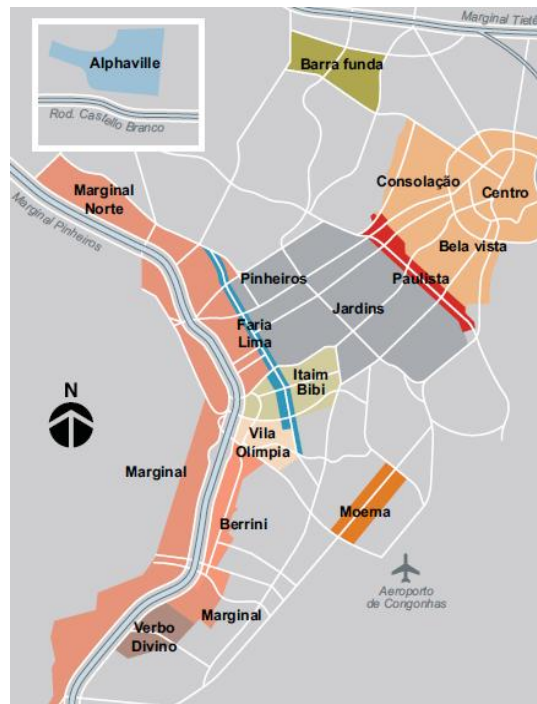 Marginal Tietê
Alphaville
Rod. Castello Branco
Barra funda
Consolação
Centro
Marginal
Norte
Marginal Pinheiros
Bela vista
Pinheiros
Paulista
Jardins
Faria
Lima
Itaim
Bibi
N
Vila
Olímpia
Marginal
Moema
Berrini
Aeroporto
de Congonhas
Marginal
Verbo
Divino